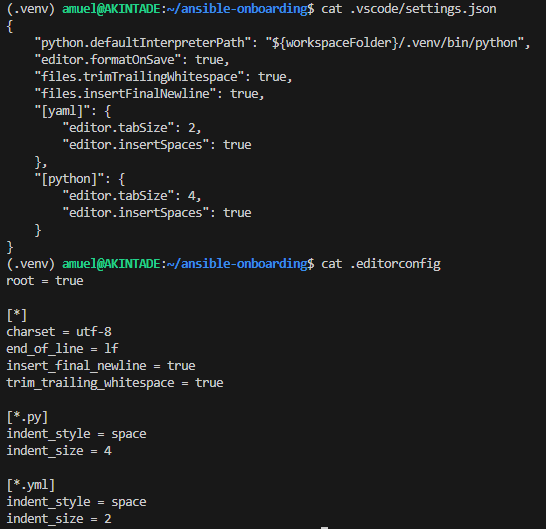 (.venv) amuel@AKINTADE:~/ansible-onboarding$ cat .vscode/settings.json
{
    "python.defaultInterpreterPath": "${workspaceFolder}/.venv/bin/python",
    "editor.formatOnSave": true,
    "files.trimTrailingWhitespace": true,
    "files.insertFinalNewline": true,
    "[yaml]": {
        "editor.tabSize": 2,
        "editor.insertSpaces": true
    },
    "[python]": {
        "editor.tabSize": 4,
        "editor.insertSpaces": true
    }
}
(.venv) amuel@AKINTADE:~/ansible-onboarding$ cat .editorconfig
root = true

[*]
charset = utf-8
end_of_line = lf
insert_final_newline = true
trim_trailing_whitespace = true

[*.py]
indent_style = space
indent_size = 4

[*.yml]
indent_style = space
indent_size = 2